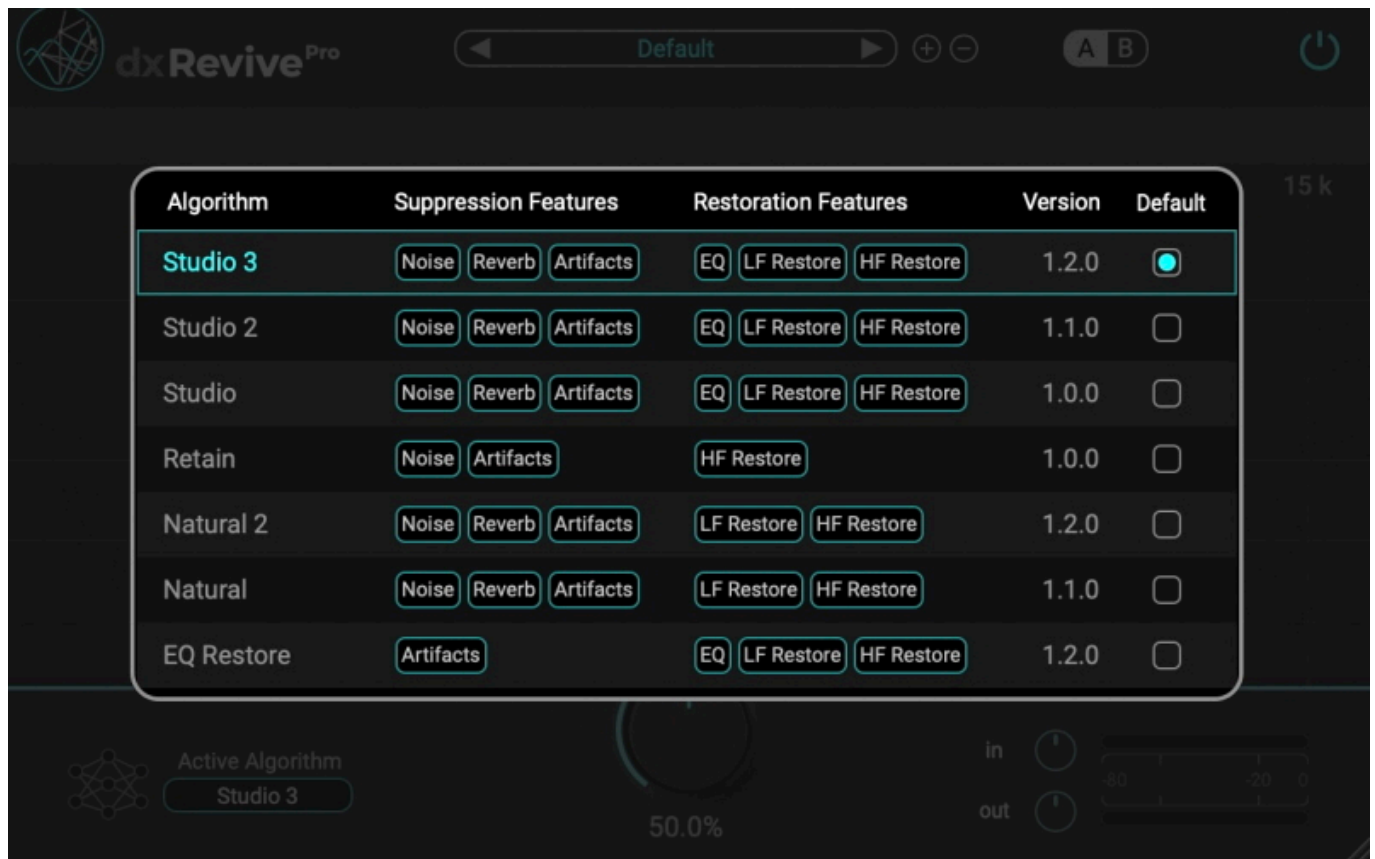 dxRevive Pro Default A B
15 k
Algorithm Suppression Features Restoration Features Version Default
Studio 3 Noise Reverb Artifacts EQ LF Restore HF Restore 1.2.0
Studio 2 Noise Reverb Artifacts EQ LF Restore HF Restore 1.1.0
Studio Noise Reverb Artifacts EQ LF Restore HF Restore 1.0.0
Retain Noise Artifacts HF Restore 1.0.0
Natural 2 Noise Reverb Artifacts LF Restore HF Restore 1.2.0
Natural Noise Reverb Artifacts LF Restore HF Restore 1.1.0
EQ Restore Artifacts EQ LF Restore HF Restore 1.2.0
Active Algorithm in
Studio 3 -80 -20 0
50.0% out